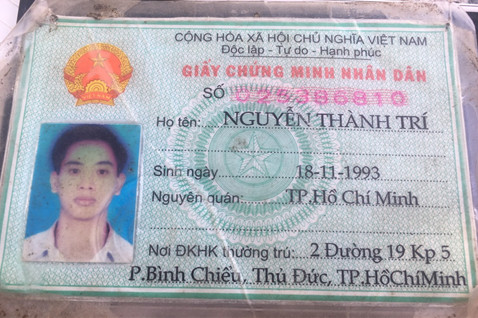 CỘNG HÒA XÃ HỘI CHỦ NGHĨA VIỆT NAM
Độc lập - Tự do - Hạnh phúc
GIẤY CHỨNG MINH NHÂN DÂN
SỐ 025386810
Họ tên: NGUYỄN THÀNH TRÍ
Sinh ngày 18-11-1993
Nguyên quán: TP.Hồ Chí Minh
Nơi ĐKHK thường trú: 2 Đường 19 Kp 5
P.Bình Chiểu, Thủ Đức, TP.HồChíMinh